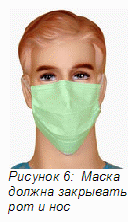 Рисунок 6: Маска
должна закрывать
рот и нос